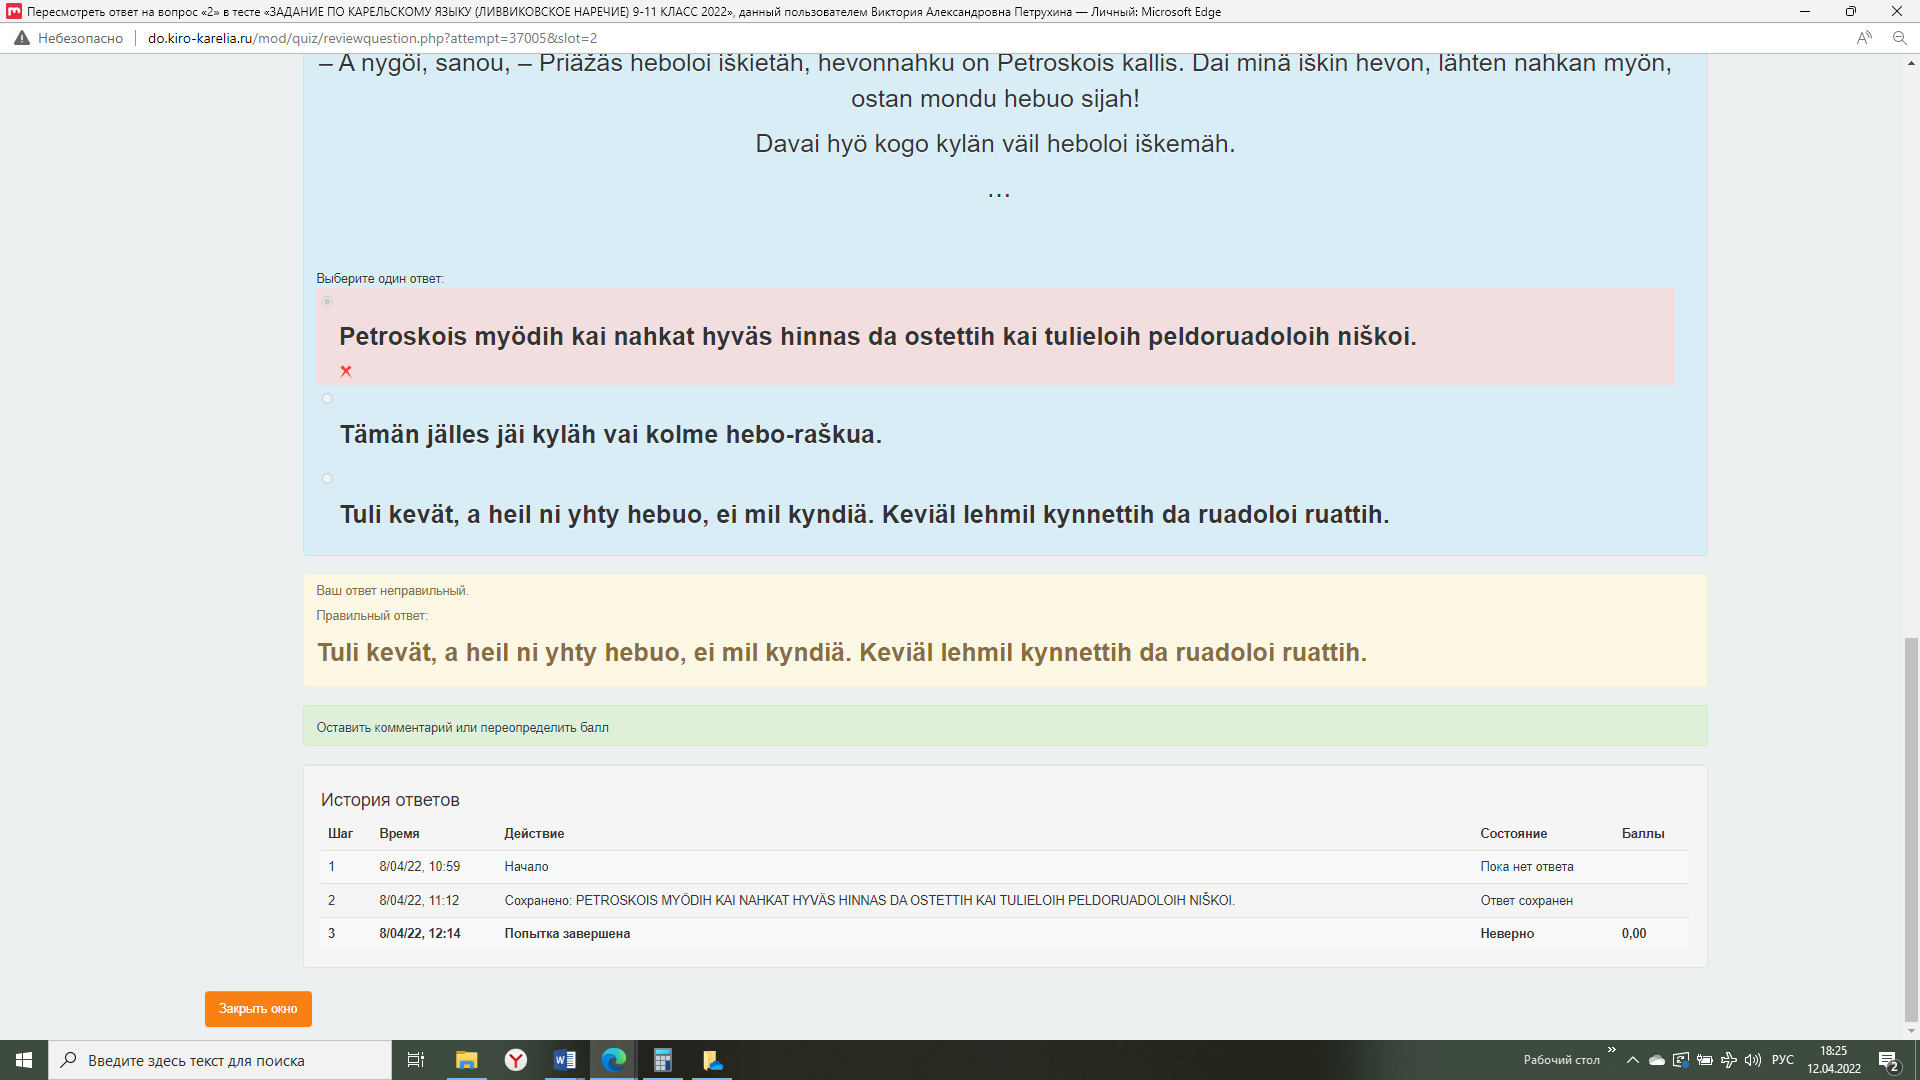 Пересмотреть ответ на вопрос «2» в тесте «ЗАДАНИЕ ПО КАРЕЛЬСКОМУ ЯЗЫКУ (ЛИВВИКОВСКОЕ НАРЕЧИЕ) 9-11 КЛАСС 2022», данный пользователем Виктория Александровна Петрухина — Личный: Microsoft Edge
Небезопасно do.kiro-karelia.ru/mod/quiz/reviewquestion.php?attempt=37005&slot=2
– A nygöi, sanou, – Priäžäs heboloi iškietäh, hevonnahku on Petroskois kallis. Dai minä iškin hevon, lähten nahkan myön,
ostan mondu hebuo sijah!
Davai hyö kogo kylän väil heboloi iškemäh.
…
Выберите один ответ:
Petroskois myödih kai nahkat hyväs hinnas da ostettih kai tulieloih peldoruadoloih niškoi.
Tämän jälles jäi kyläh vai kolme hebo-raškua.
Tuli kevät, a heil ni yhty hebuo, ei mil kyndiä. Keviäl lehmil kynnettih da ruadoloi ruattih.
Ваш ответ неправильный.
Правильный ответ:
Tuli kevät, a heil ni yhty hebuo, ei mil kyndiä. Keviäl lehmil kynnettih da ruadoloi ruattih.
Оставить комментарий или переопределить балл
История ответов
Шаг Время Действие Состояние Баллы
1 8/04/22, 10:59 Начало Пока нет ответа
2 8/04/22, 11:12 Сохранено: PETROSKOIS MYÖDIH KAI NAHKAT HYVÄS HINNAS DA OSTETTIH KAI TULIELOIH PELDORUADOLOIH NIŠKOI. Ответ сохранен
3 8/04/22, 12:14 Попытка завершена Неверно 0,00
Закрыть окно
Введите здесь текст для поиска
Рабочий стол
РУС
18:25
12.04.2022
2